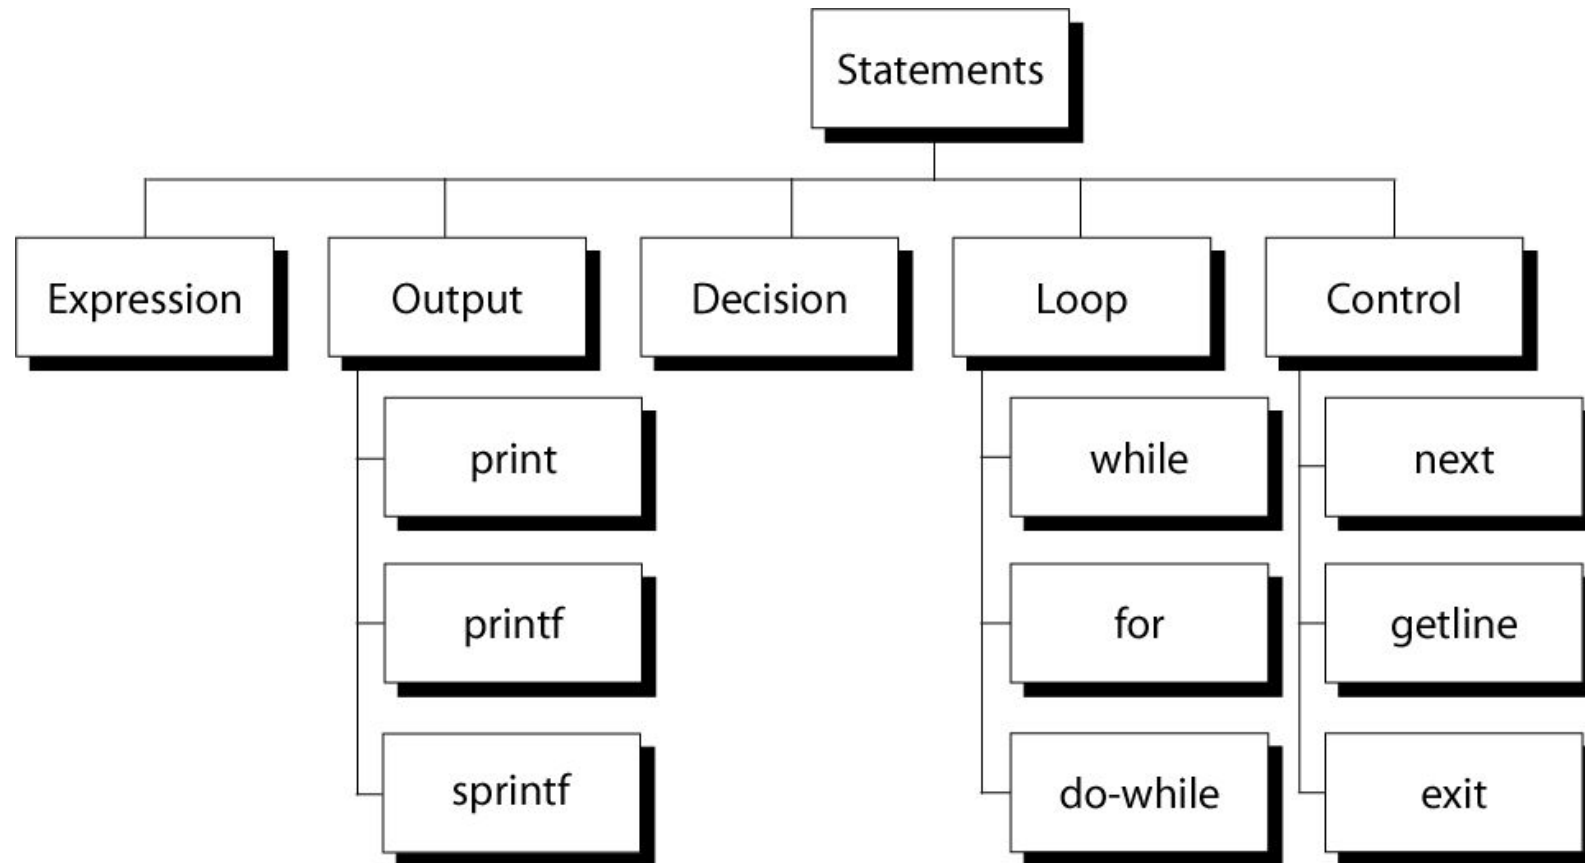 Statements
Expression
Output
Decision
Loop
Control
print
while
next
printf
for
getline
sprintf
do-while
exit